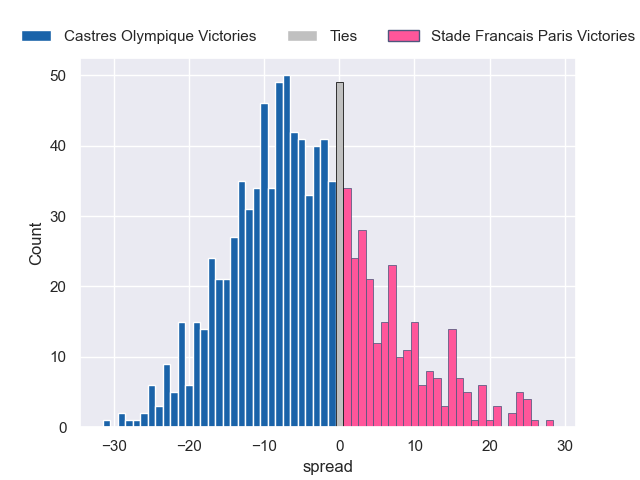 Castres Olympique Victories Ties Stade Francais Paris Victories
50
40
30
20
10
0
Count
−30 −20 −10 0 10 20 30
spread